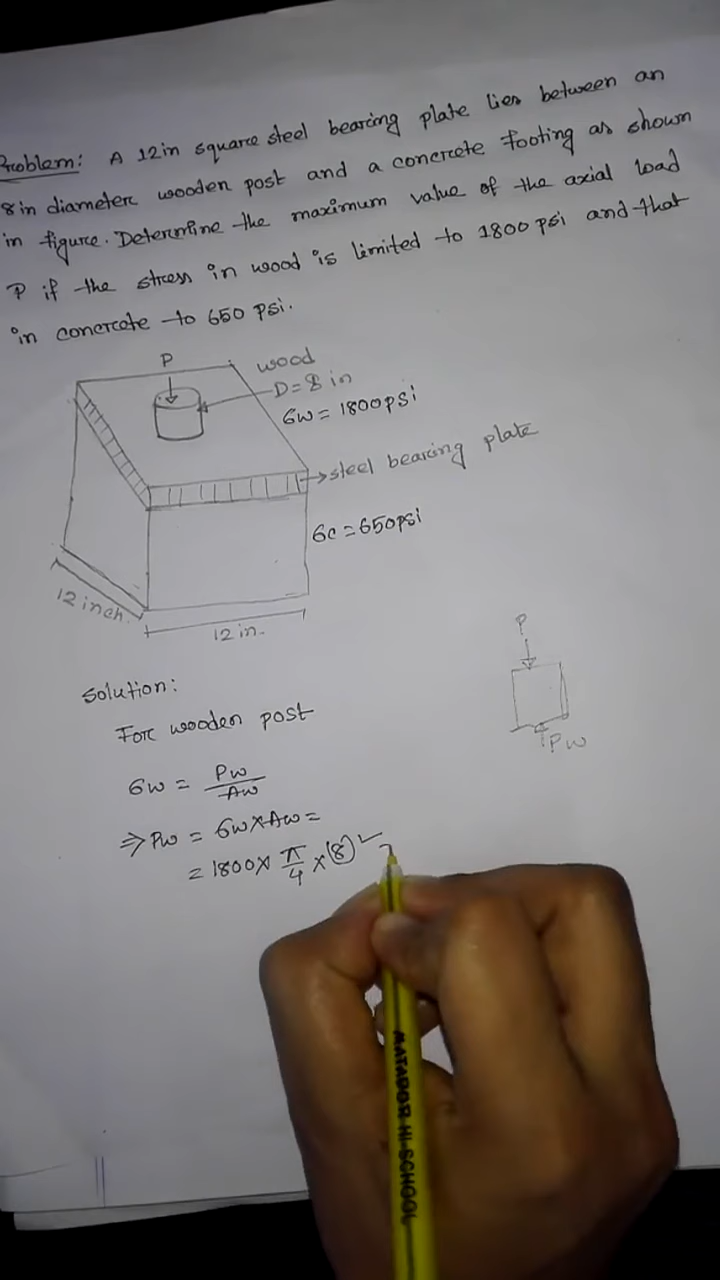 Problem: A 12in square steel bearing plate lies between an
8in diameter wooden post and a concrete footing as shown
in figure. Determine the maximum value of the axial load
P if the stress in wood is limited to 1800 psi and that
in concrete to 650 psi.
P
wood
D=8 in
σw = 1800psi
steel bearing plate
σc = 650psi
12 inch.
12 in.
P
Pw
Solution:
For wooden post
σw = Pw/Aw
⇒ Pw = σw×Aw =
= 1800× π/4 ×(8)²
MATADOR HI-SCHOOL